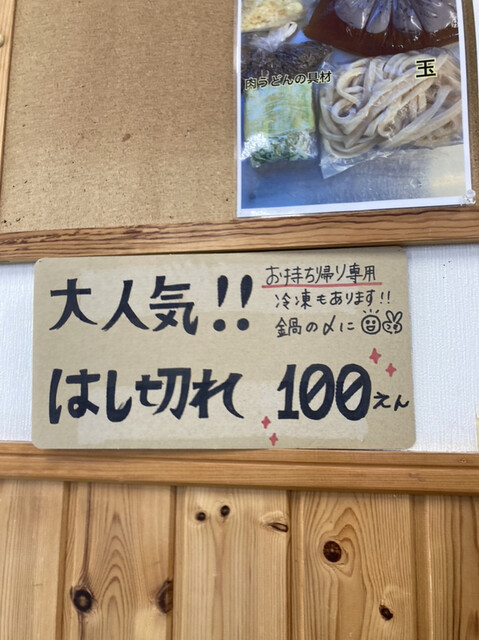 肉うどんの具材
玉
大人気!!
お持ち帰り専用
冷凍もあります!!
鍋の〆に
はし切れ 100えん